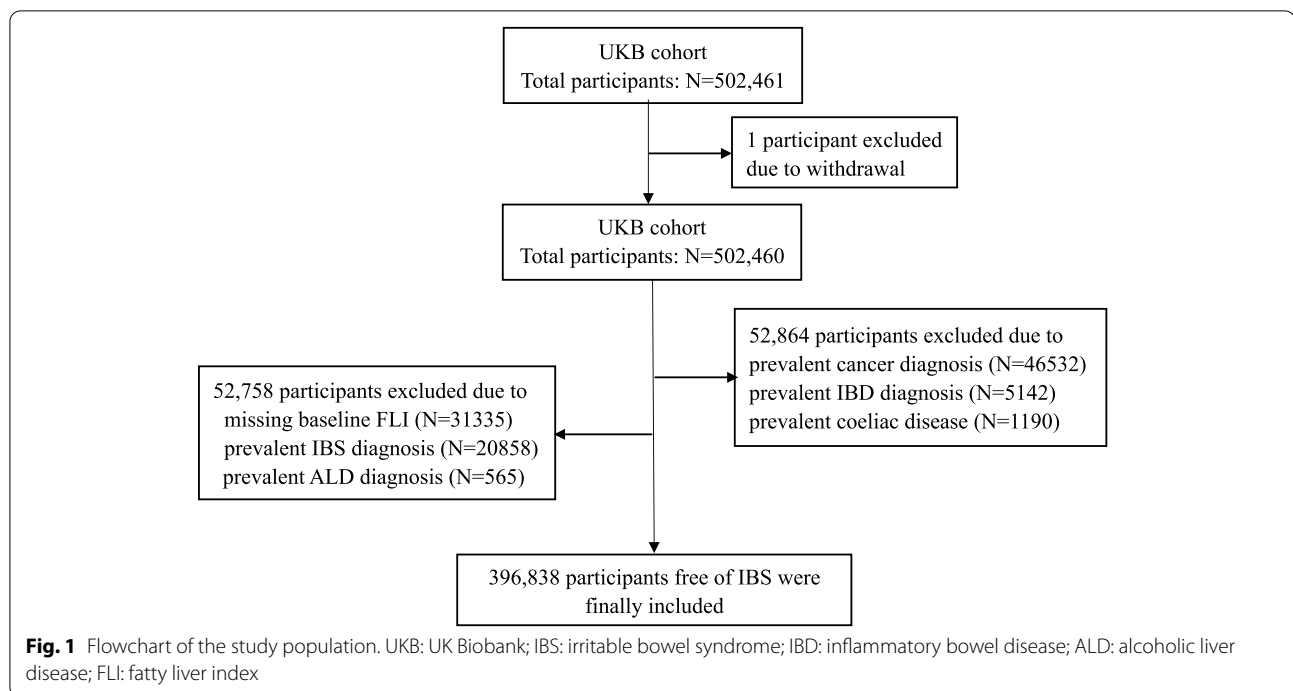 UKB cohort
Total participants: N=502,461
1 participant excluded
due to withdrawal
UKB cohort
Total participants: N=502,460
52,864 participants excluded due to
prevalent cancer diagnosis (N=46532)
prevalent IBD diagnosis (N=5142)
prevalent coeliac disease (N=1190)
52,758 participants excluded due to
missing baseline FLI (N=31335)
prevalent IBS diagnosis (N=20858)
prevalent ALD diagnosis (N=565)
396,838 participants free of IBS were
finally included
Fig. 1 Flowchart of the study population. UKB: UK Biobank; IBS: irritable bowel syndrome; IBD: inflammatory bowel disease; ALD: alcoholic liver
disease; FLI: fatty liver index